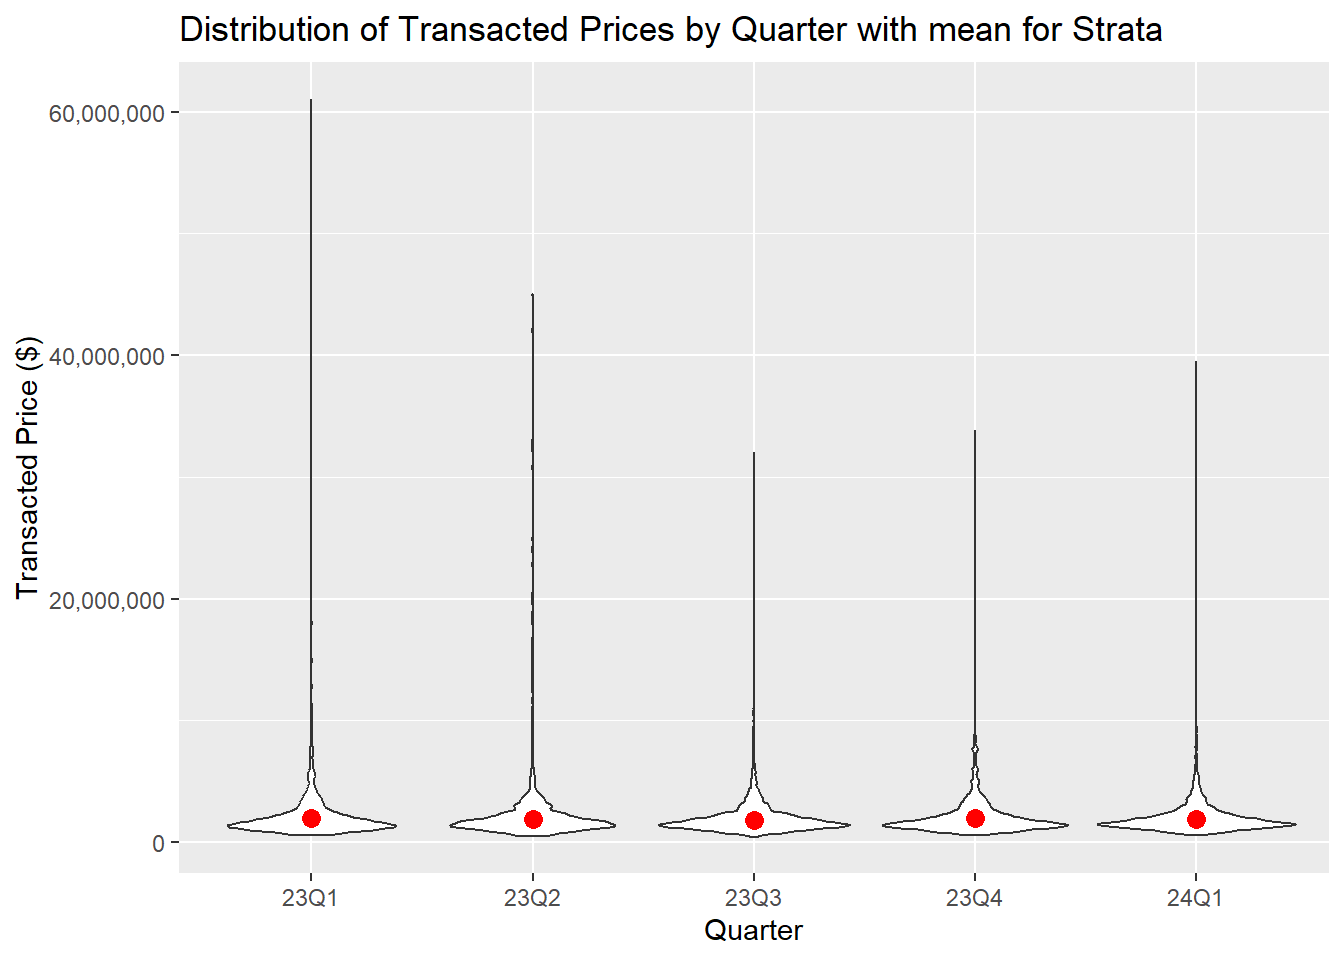 Distribution of Transacted Prices by Quarter with mean for Strata
Transacted Price ($)
60,000,000
40,000,000
20,000,000
0
23Q1
23Q2
23Q3
23Q4
24Q1
Quarter